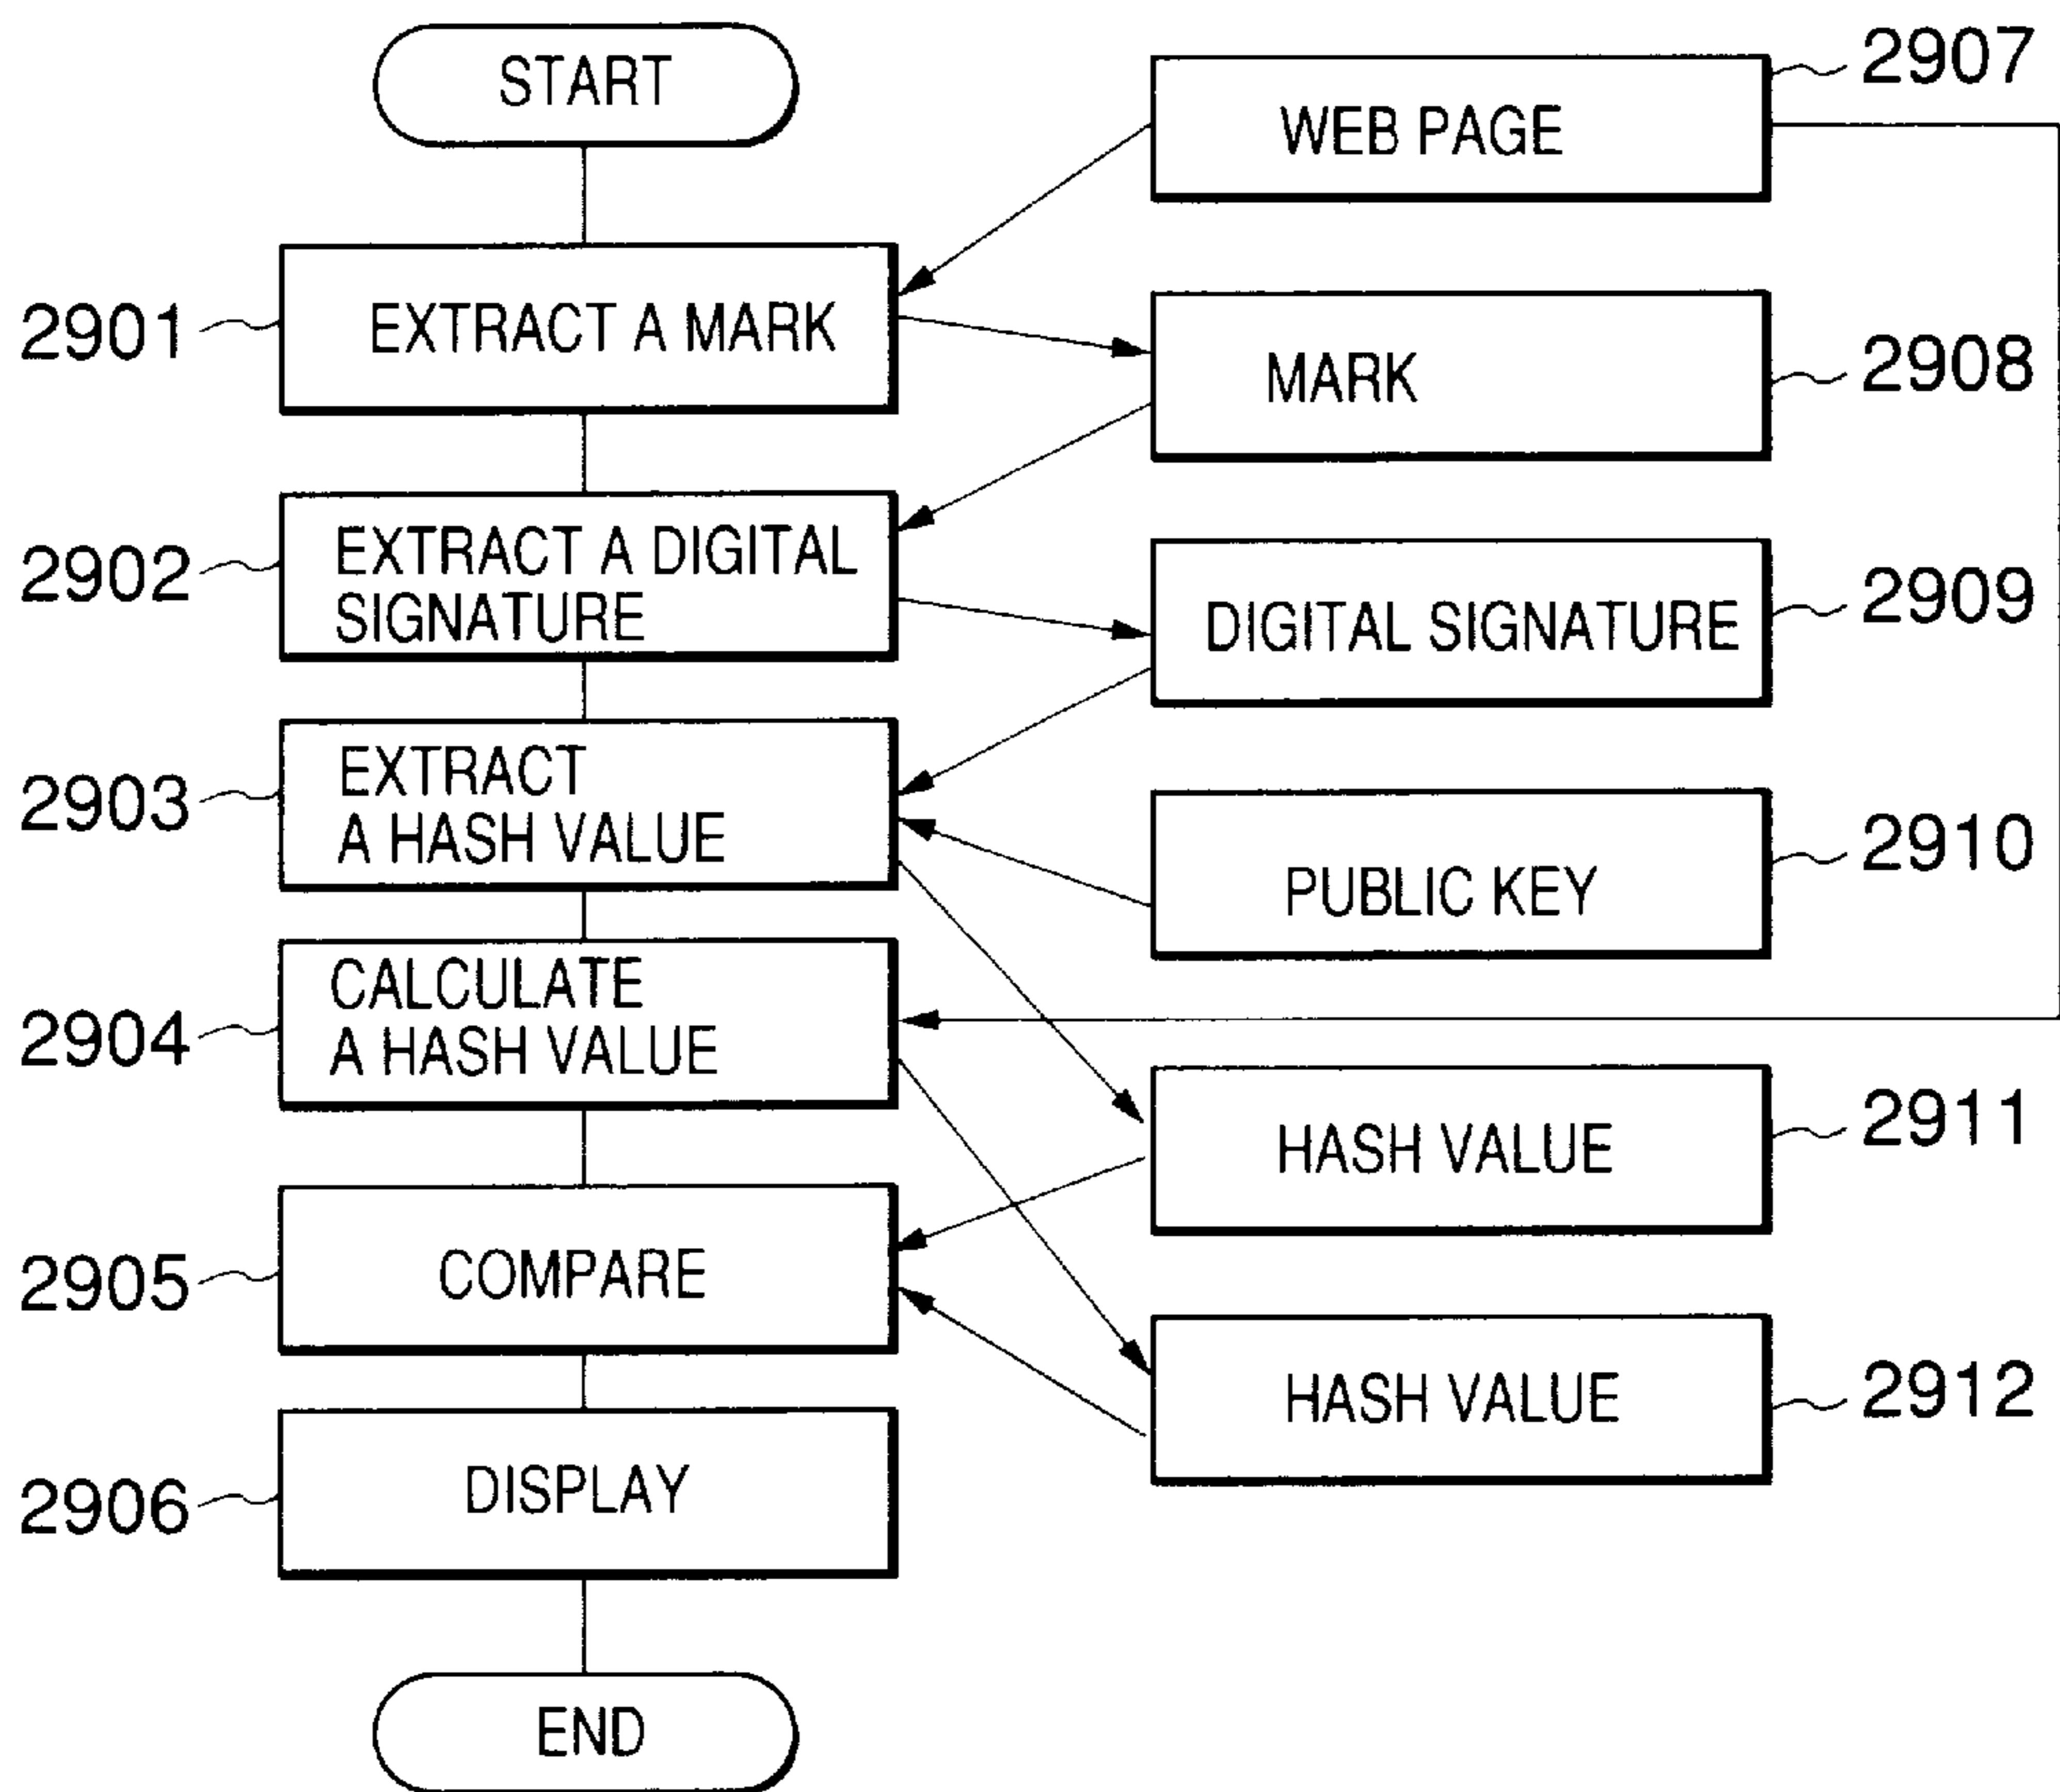 START
2907
WEB PAGE
2901
EXTRACT A MARK
2908
MARK
2902
EXTRACT A DIGITAL
SIGNATURE
2909
DIGITAL SIGNATURE
2903
EXTRACT
A HASH VALUE
2910
PUBLIC KEY
2904
CALCULATE
A HASH VALUE
2911
HASH VALUE
2905
COMPARE
2912
HASH VALUE
2906
DISPLAY
END